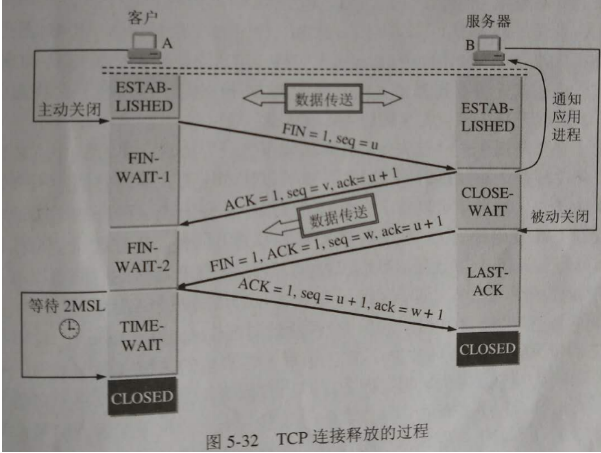 客户
服务器
A
B
ESTAB-
LISHED
数据传送
ESTAB-
LISHED
通知
应用
进程
主动关闭
FIN = 1, seq = u
FIN-
WAIT-1
ACK = 1, seq = v, ack= u + 1
CLOSE-
WAIT
数据传送
被动关闭
FIN-
WAIT-2
FIN = 1, ACK = 1, seq = w, ack= u + 1
LAST-
ACK
等待 2MSL
ACK = 1, seq = u + 1, ack = w + 1
TIME-
WAIT
CLOSED
CLOSED
图 5-32 TCP 连接释放的过程